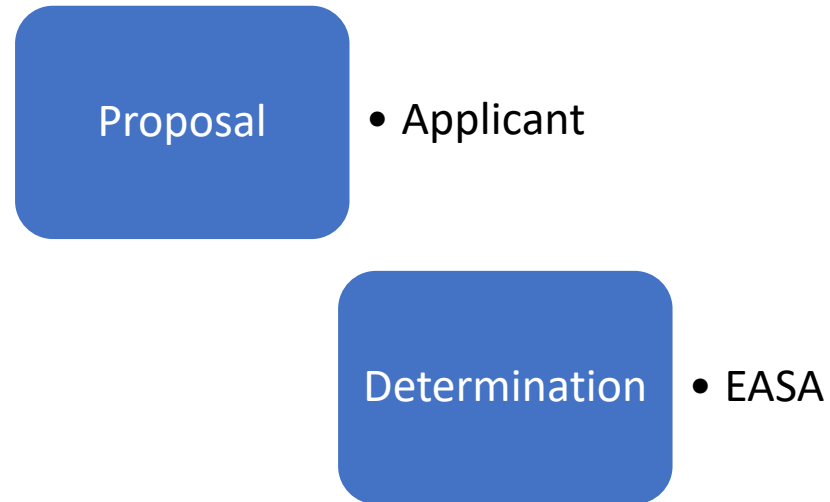 Proposal
• Applicant
Determination
• EASA